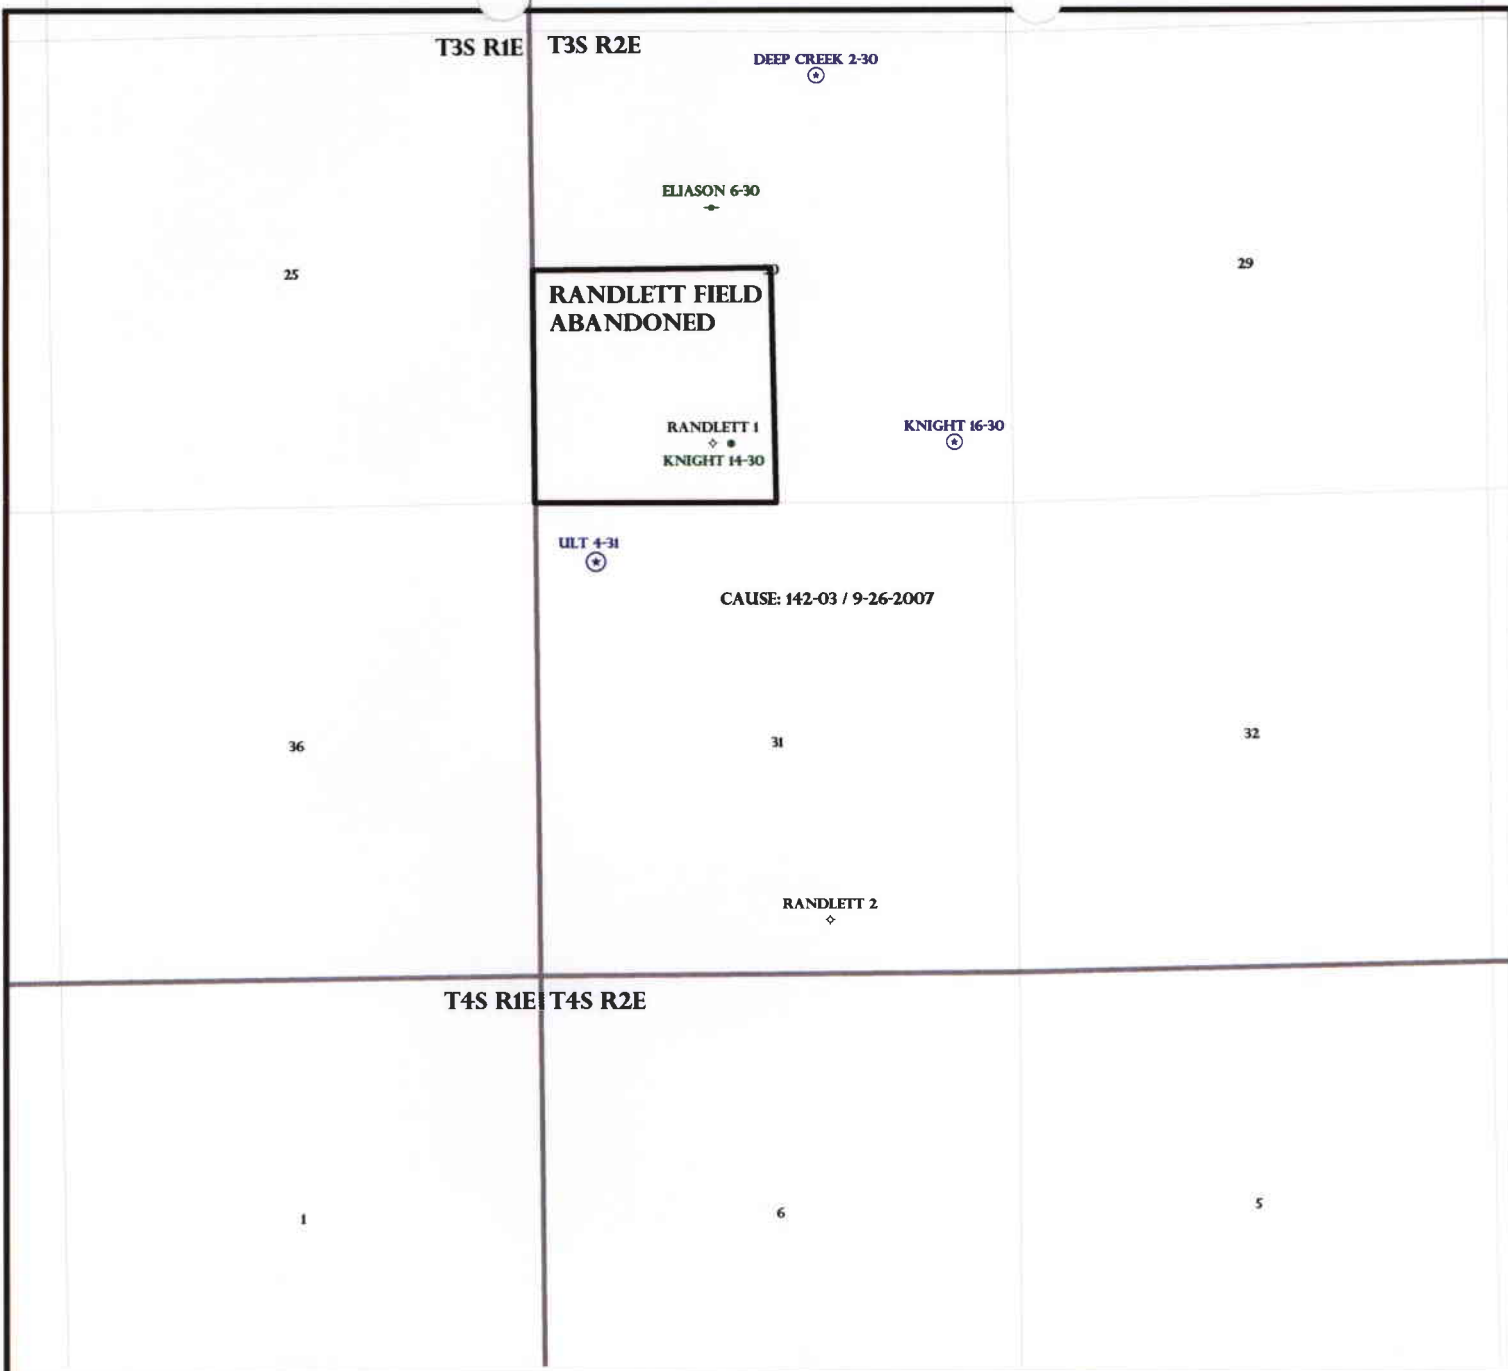 T3S R1E T3S R2E
DEEP CREEK 2-30
ELIASON 6-30
25
29
RANDLETT FIELD
ABANDONED
RANDLETT 1
KNIGHT 14-30
KNIGHT 16-30
ULT 4-31
CAUSE: 142-03 / 9-26-2007
36
31
32
RANDLETT 2
T4S R1E T4S R2E
1
6
5